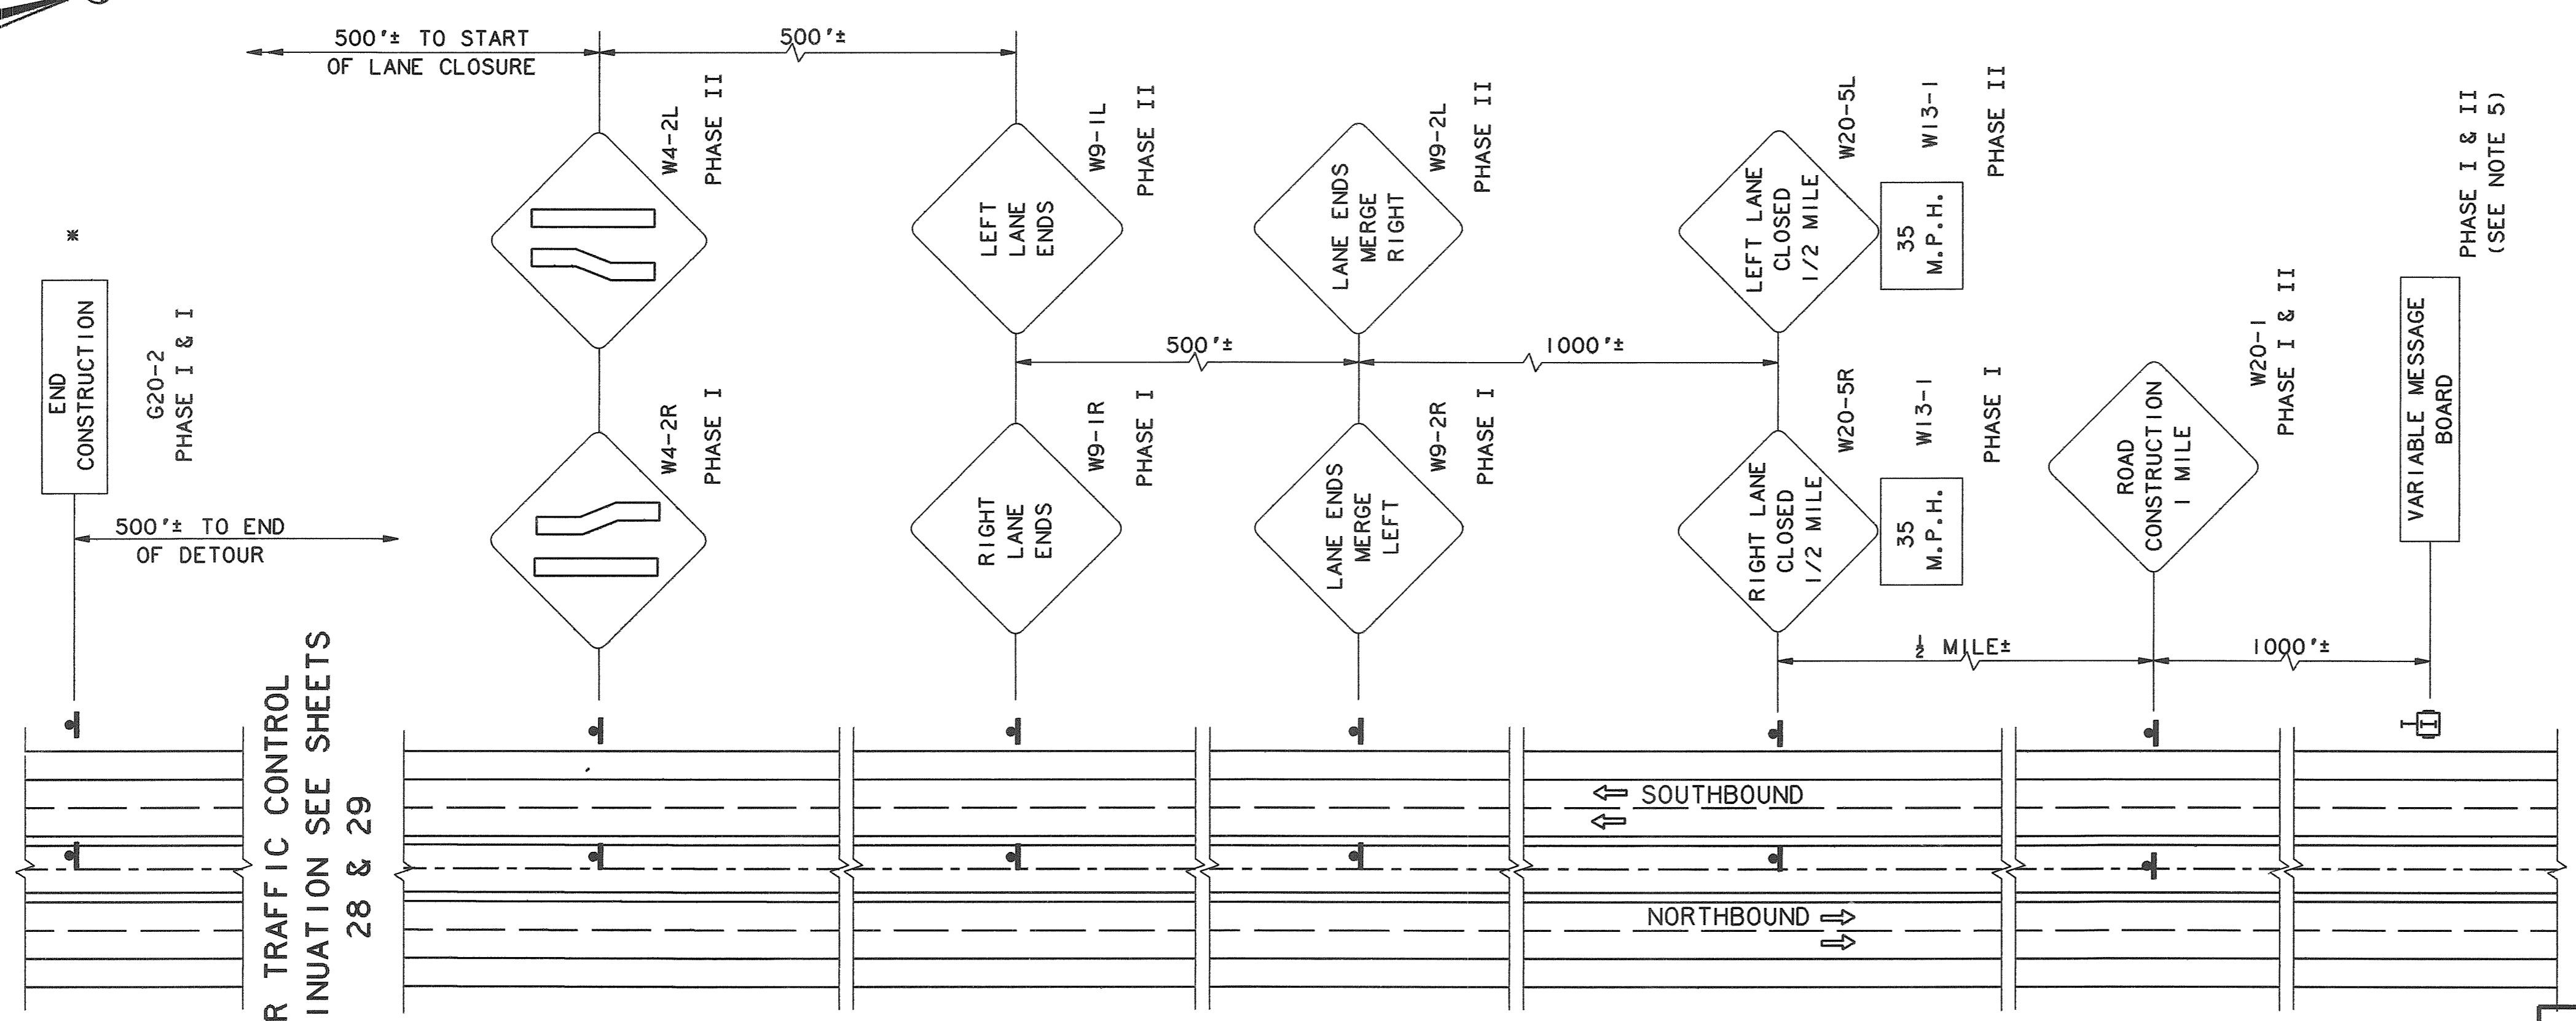 500'± TO START
OF LANE CLOSURE
500'±
*
END
CONSTRUCTION
G20-2
PHASE I & I
500'± TO END
OF DETOUR
W4-2L
PHASE II
W4-2R
PHASE I
LEFT
LANE
ENDS
W9-1L
PHASE II
RIGHT
LANE
ENDS
W9-1R
PHASE I
500'±
LANE ENDS
MERGE
RIGHT
W9-2L
PHASE II
LANE ENDS
MERGE
LEFT
W9-2R
PHASE I
1000'±
LEFT LANE
CLOSED
1/2 MILE
W20-5L
35
M.P.H.
W13-1
PHASE II
RIGHT LANE
CLOSED
1/2 MILE
W20-5R
35
M.P.H.
W13-1
PHASE I
½ MILE±
ROAD
CONSTRUCTION
1 MILE
W20-1
PHASE I & II
1000'±
VARIABLE MESSAGE
BOARD
PHASE I & II
(SEE NOTE 5)
R TRAFFIC CONTROL
INUATION SEE SHEETS
28 & 29
SOUTHBOUND
NORTHBOUND